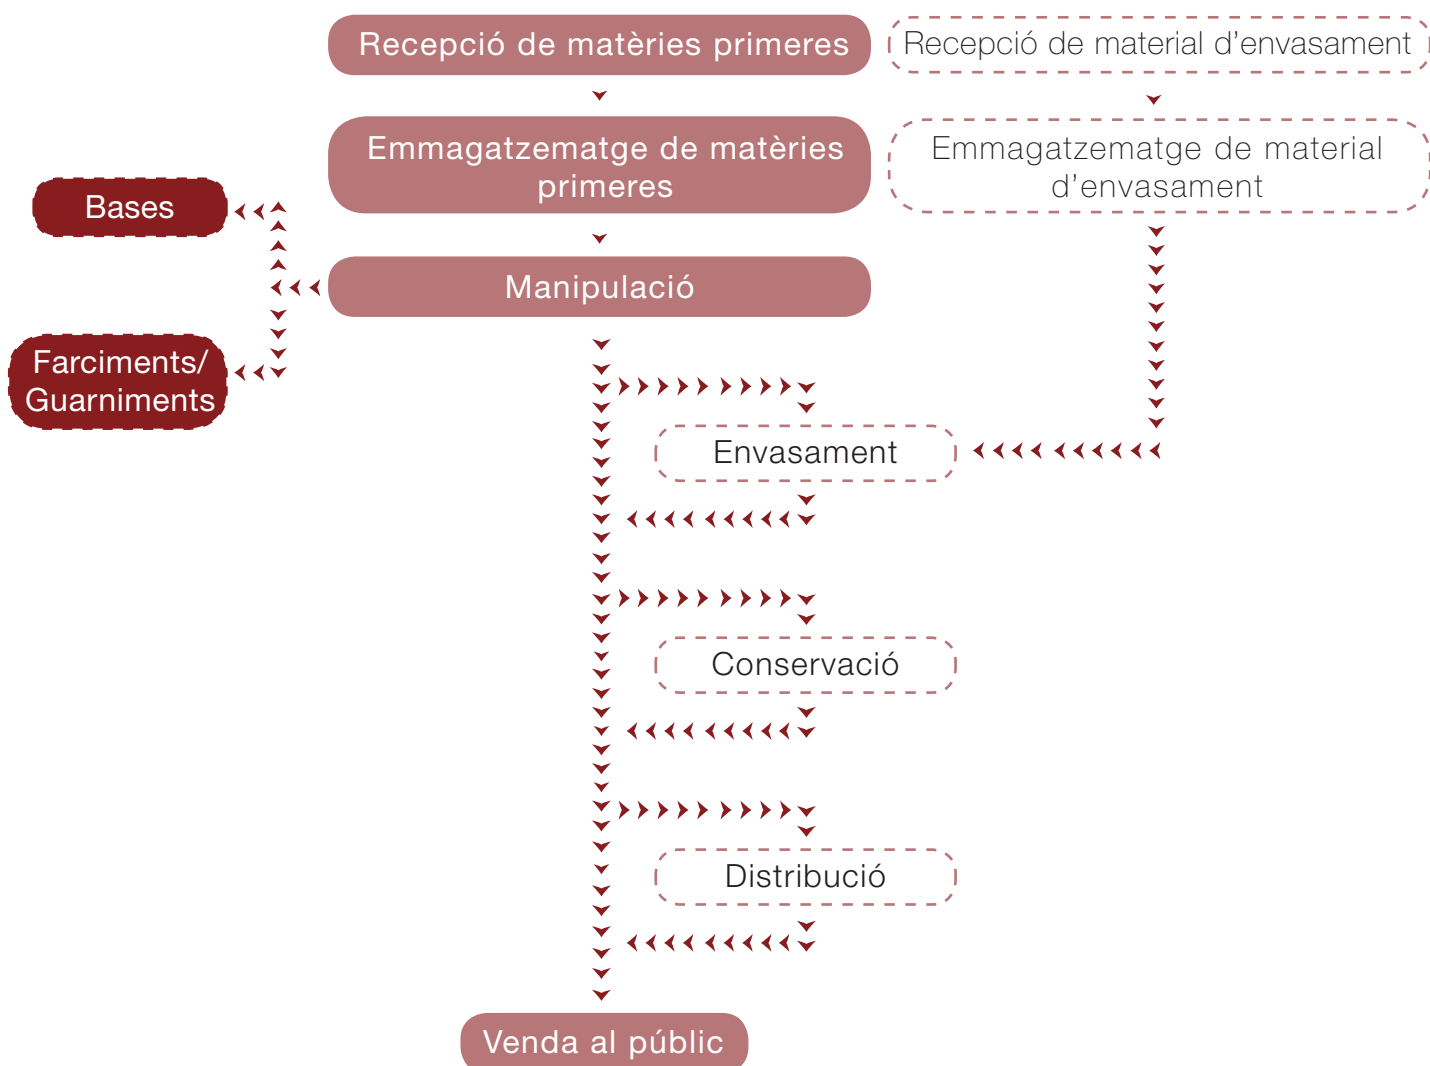 Recepció de matèries primeres
Recepció de material d'envasament
Emmagatzematge de matèries
primeres
Emmagatzematge de material
d'envasament
Bases
Manipulació
Farciments/
Guarniments
Envasament
Conservació
Distribució
Venda al públic